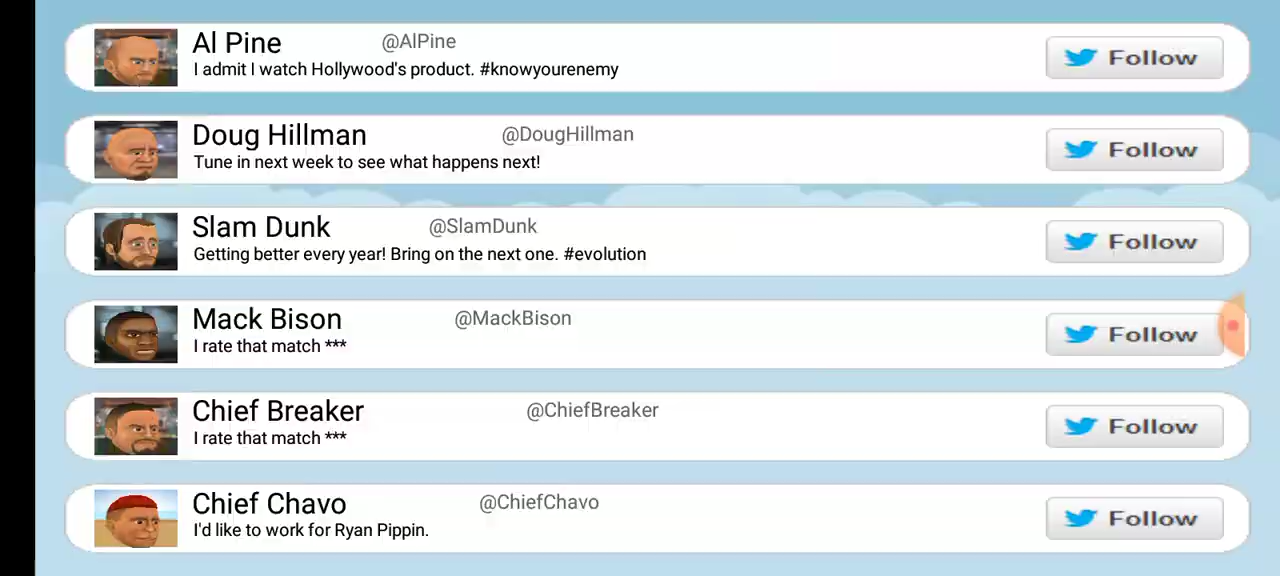 Al Pine @AlPine
I admit I watch Hollywood's product. #knowyourenemy
Follow
Doug Hillman @DougHillman
Tune in next week to see what happens next!
Follow
Slam Dunk @SlamDunk
Getting better every year! Bring on the next one. #evolution
Follow
Mack Bison @MackBison
I rate that match ***
Follow
Chief Breaker @ChiefBreaker
I rate that match ***
Follow
Chief Chavo @ChiefChavo
I'd like to work for Ryan Pippin.
Follow